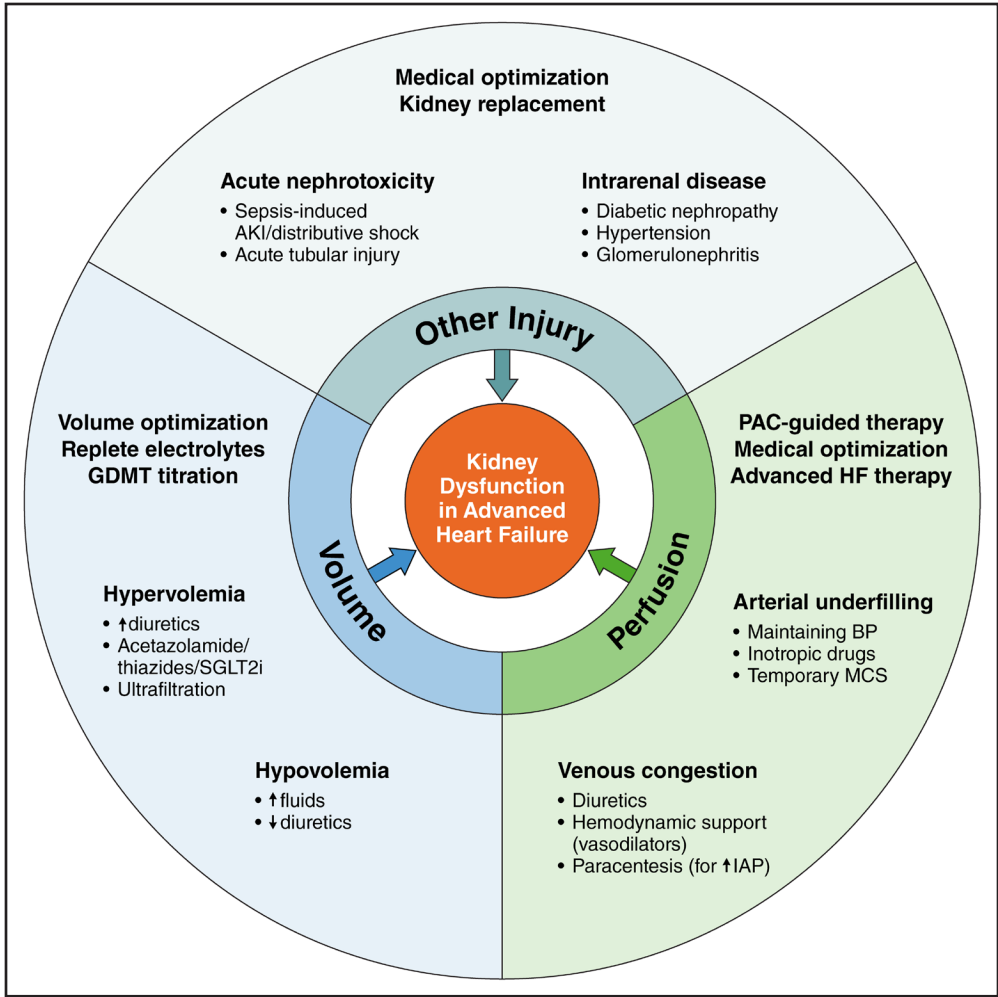 Medical optimization
Kidney replacement
Acute nephrotoxicity
• Sepsis-induced
AKI/distributive shock
• Acute tubular injury
Intrarenal disease
• Diabetic nephropathy
• Hypertension
• Glomerulonephritis
Other Injury
Volume optimization
Replete electrolytes
GDMT titration
Hypervolemia
• ↑diuretics
• Acetazolamide/
thiazides/SGLT2i
• Ultrafiltration
Hypovolemia
• ↑fluids
• ↓diuretics
Volume
Kidney
Dysfunction
in Advanced
Heart Failure
Perfusion
PAC-guided therapy
Medical optimization
Advanced HF therapy
Arterial underfilling
• Maintaining BP
• Inotropic drugs
• Temporary MCS
Venous congestion
• Diuretics
• Hemodynamic support
(vasodilators)
• Paracentesis (for ↑IAP)